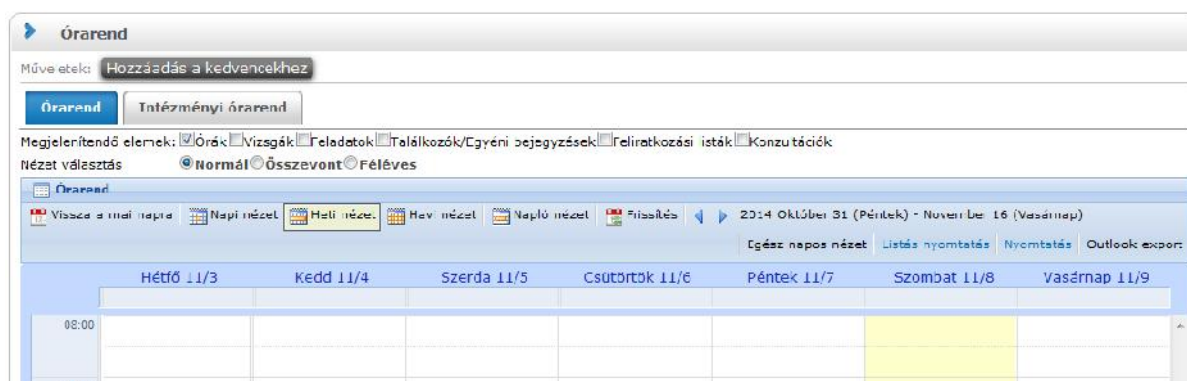 Órarend
Műveletek: Hozzáadás a kedvencekhez
Órarend Intézményi órarend
Megjelenítendő elemek: Órák Vizsgák Feladatok Találkozók/Egyéni bejegyzések Feliratkozási listák Konzultációk
Nézet választás Normál Összevont Féléves
Órarend
Vissza a mai napra Napi nézet Heti nézet Havi nézet Napló nézet Frissítés 2014 Október 31 (Péntek) - November 16 (Vasárnap)
Egész napos nézet Listás nyomtatás Nyomtatás Outlook export
Hétfő 11/3 Kedd 11/4 Szerda 11/5 Csütörtök 11/6 Péntek 11/7 Szombat 11/8 Vasárnap 11/9
08:00